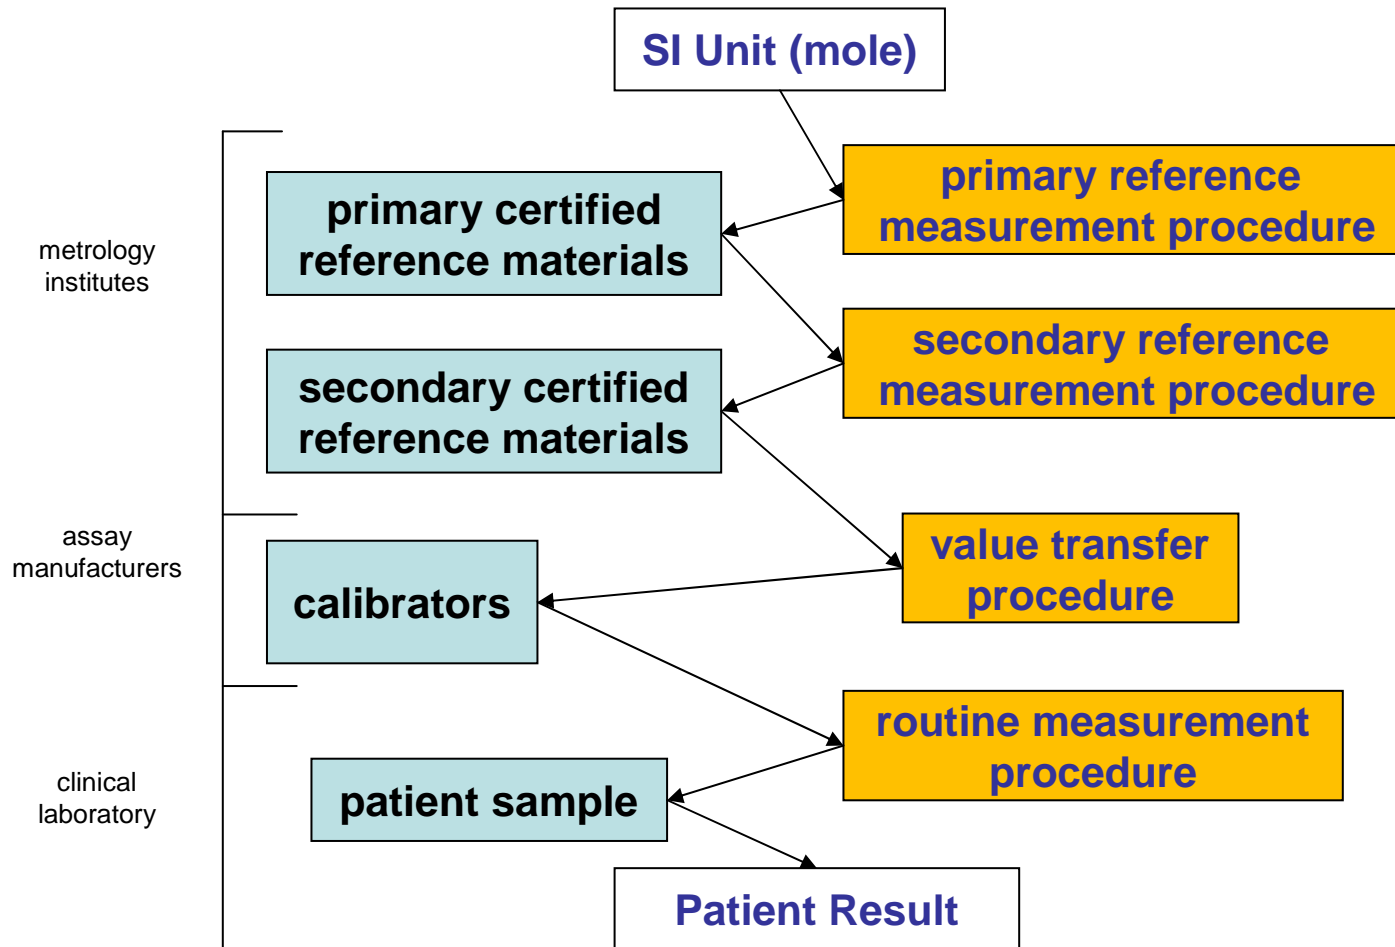 SI Unit (mole)
primary reference
measurement procedure
primary certified
reference materials
metrology
institutes
secondary reference
measurement procedure
secondary certified
reference materials
assay
manufacturers
value transfer
procedure
calibrators
routine measurement
procedure
clinical
laboratory
patient sample
Patient Result